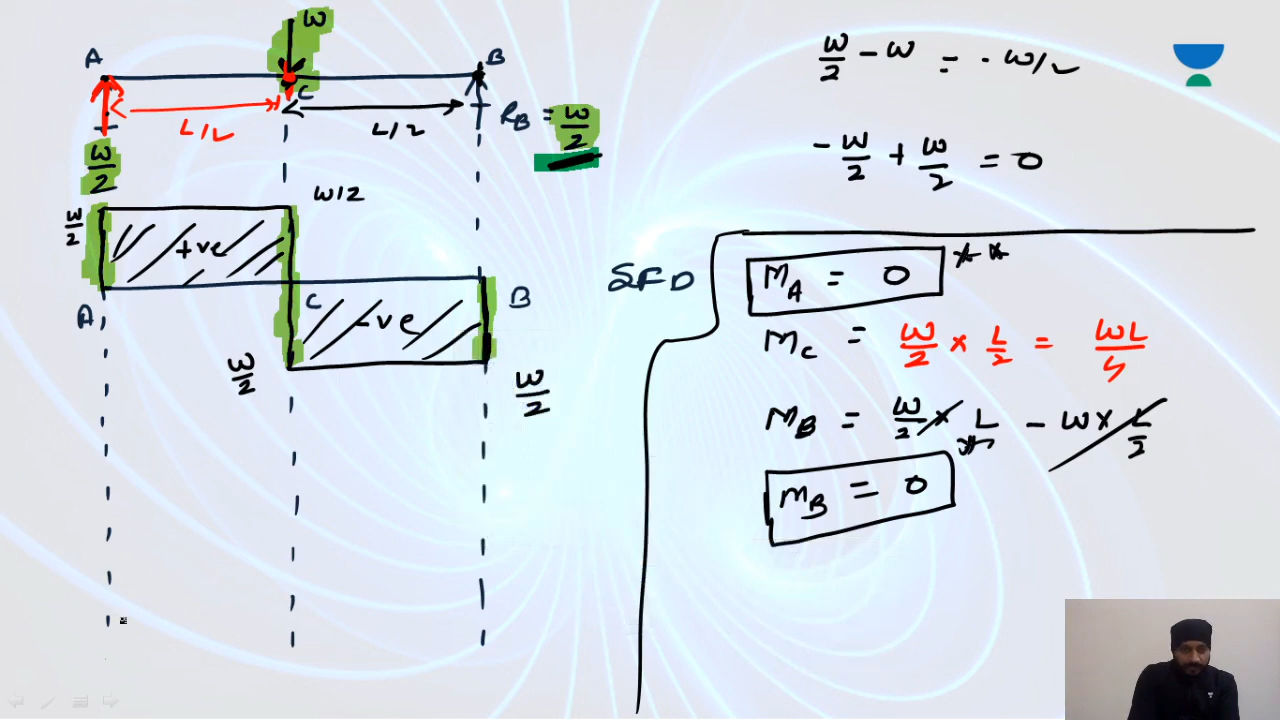 W
A B
C
L/2 L/2
R_B = W/2
W/2
W/2 - W = -W/2
-W/2 + W/2 = 0
W/2 W/2
+ve
SFD
A C B
-ve
W/2 W/2
M_A = 0 **
M_C = W/2 × L/2 = WL/4
M_B = W/2 × L - W × L/2
M_B = 0